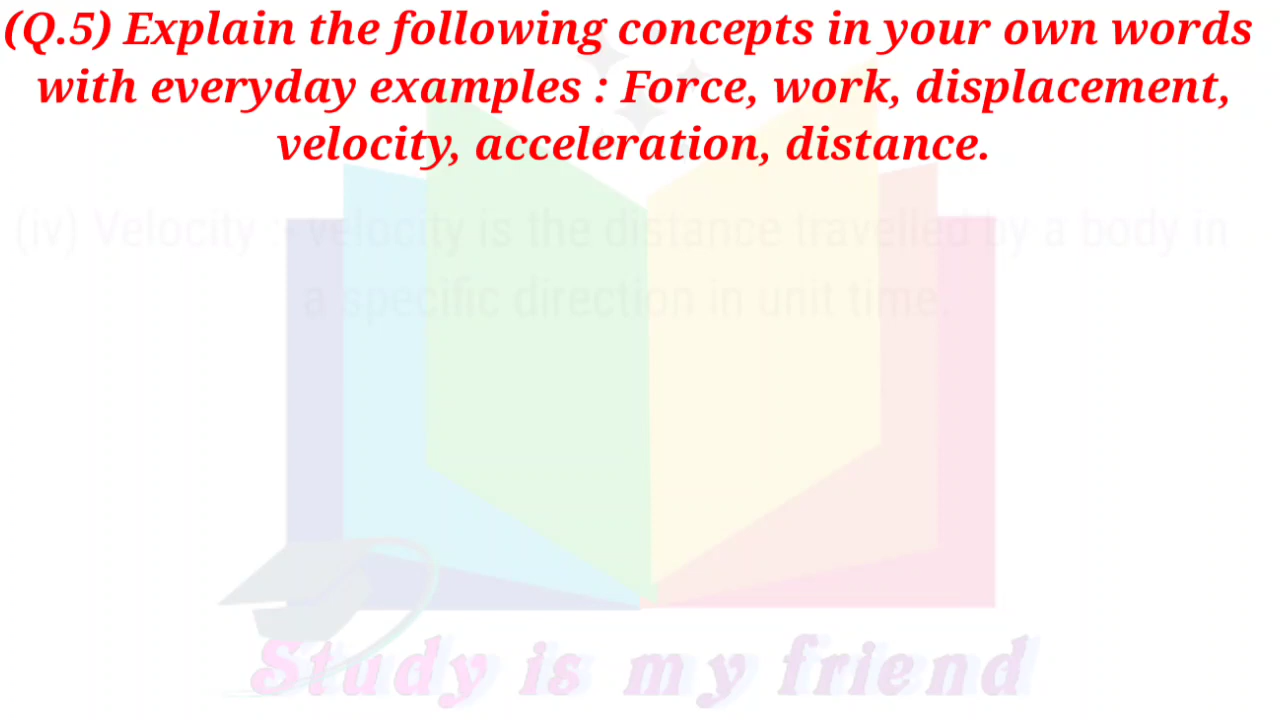 (Q.5) Explain the following concepts in your own words
with everyday examples : Force, work, displacement,
velocity, acceleration, distance.
(iv) Velocity :- velocity is the distance travelled by a body in
a specific direction in unit time.
Study is my friend